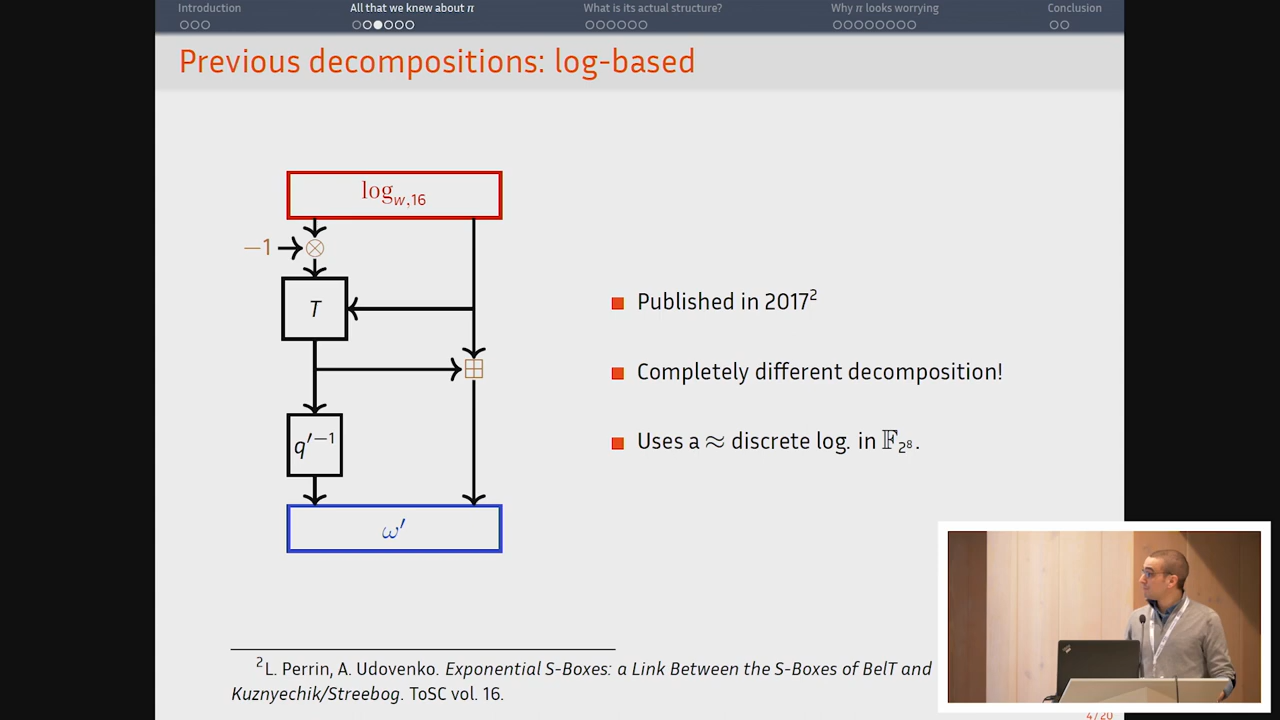 Introduction
All that we knew about π
What is its actual structure?
Why π looks worrying
Conclusion
Previous decompositions: log-based
log_{w,16}
−1
⊗
T
⊞
q′⁻¹
ω′
Published in 2017²
Completely different decomposition!
Uses a ≈ discrete log. in 𝔽_{2⁸}.
²L. Perrin, A. Udovenko. Exponential S-Boxes: a Link Between the S-Boxes of BelT and
Kuznyechik/Streebog. ToSC vol. 16.
4/20